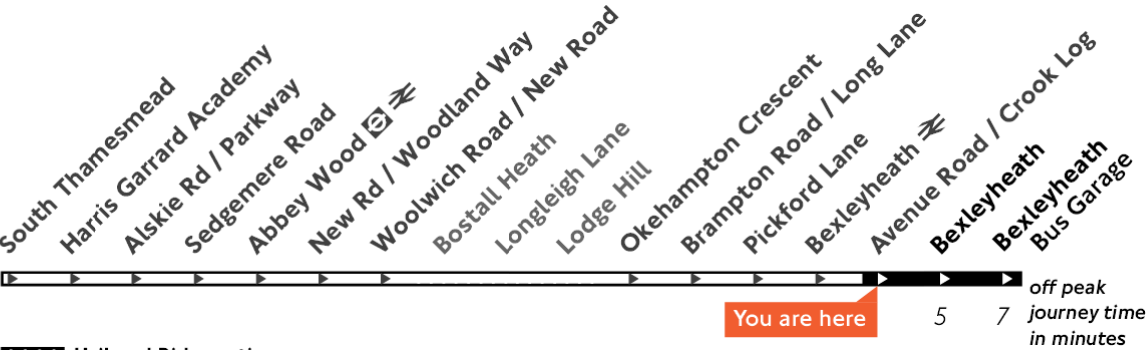 South Thamesmead
Harris Garrard Academy
Alskie Rd / Parkway
Sedgemere Road
Abbey Wood
New Rd / Woodland Way
Woolwich Road / New Road
Bostall Heath
Longleigh Lane
Lodge Hill
Okehampton Crescent
Brampton Road / Long Lane
Pickford Lane
Bexleyheath
Avenue Road / Crook Log
Bexleyheath
Bexleyheath
Bus Garage
You are here
5
7
off peak
journey time
in minutes